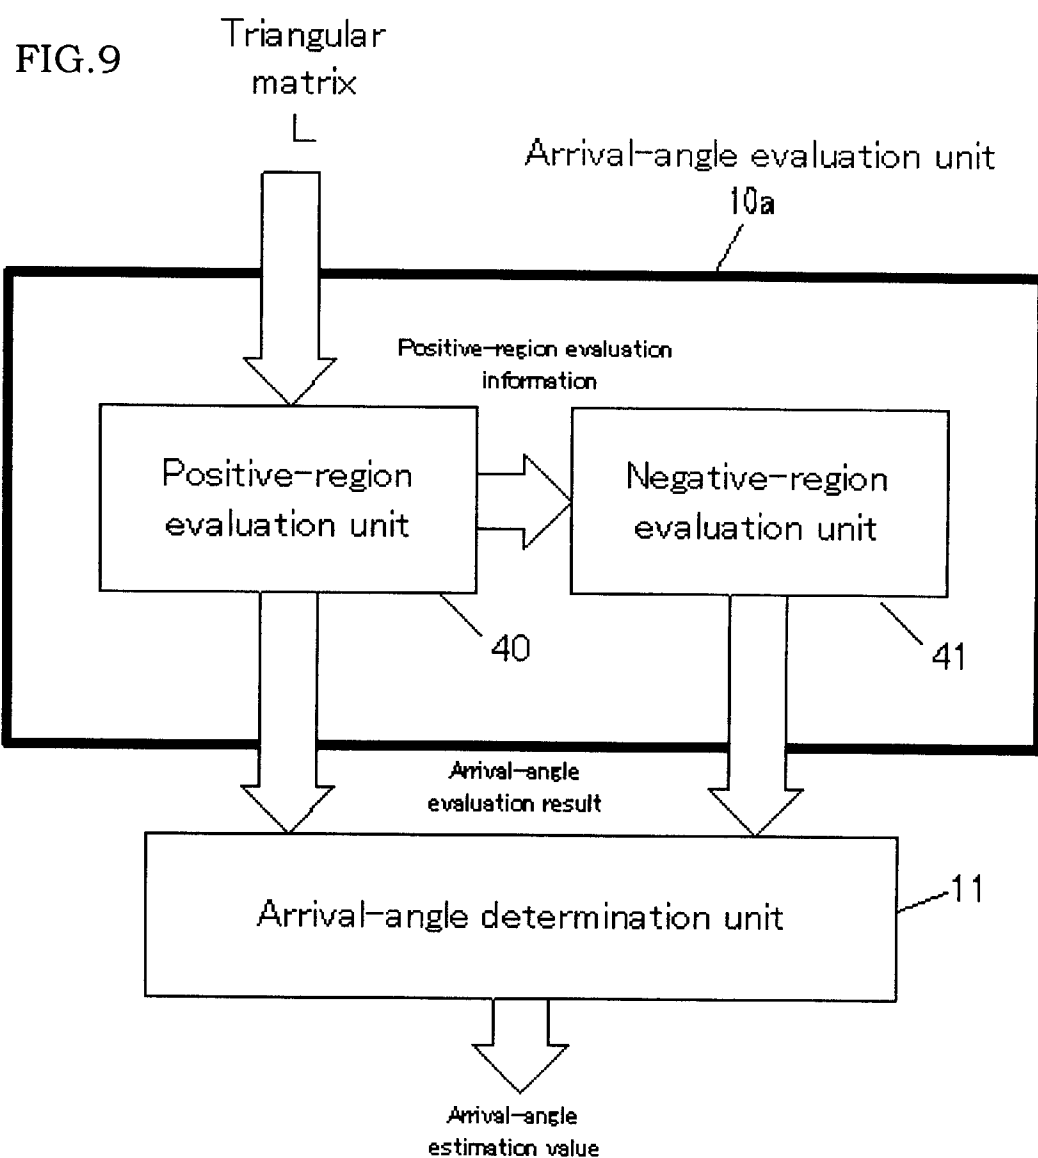 FIG.9
Triangular
matrix
L
Arrival-angle evaluation unit
10a
Positive-region evaluation
information
Positive-region
evaluation unit
Negative-region
evaluation unit
40
41
Arrival-angle
evaluation result
Arrival-angle determination unit
11
Arrival-angle
estimation value